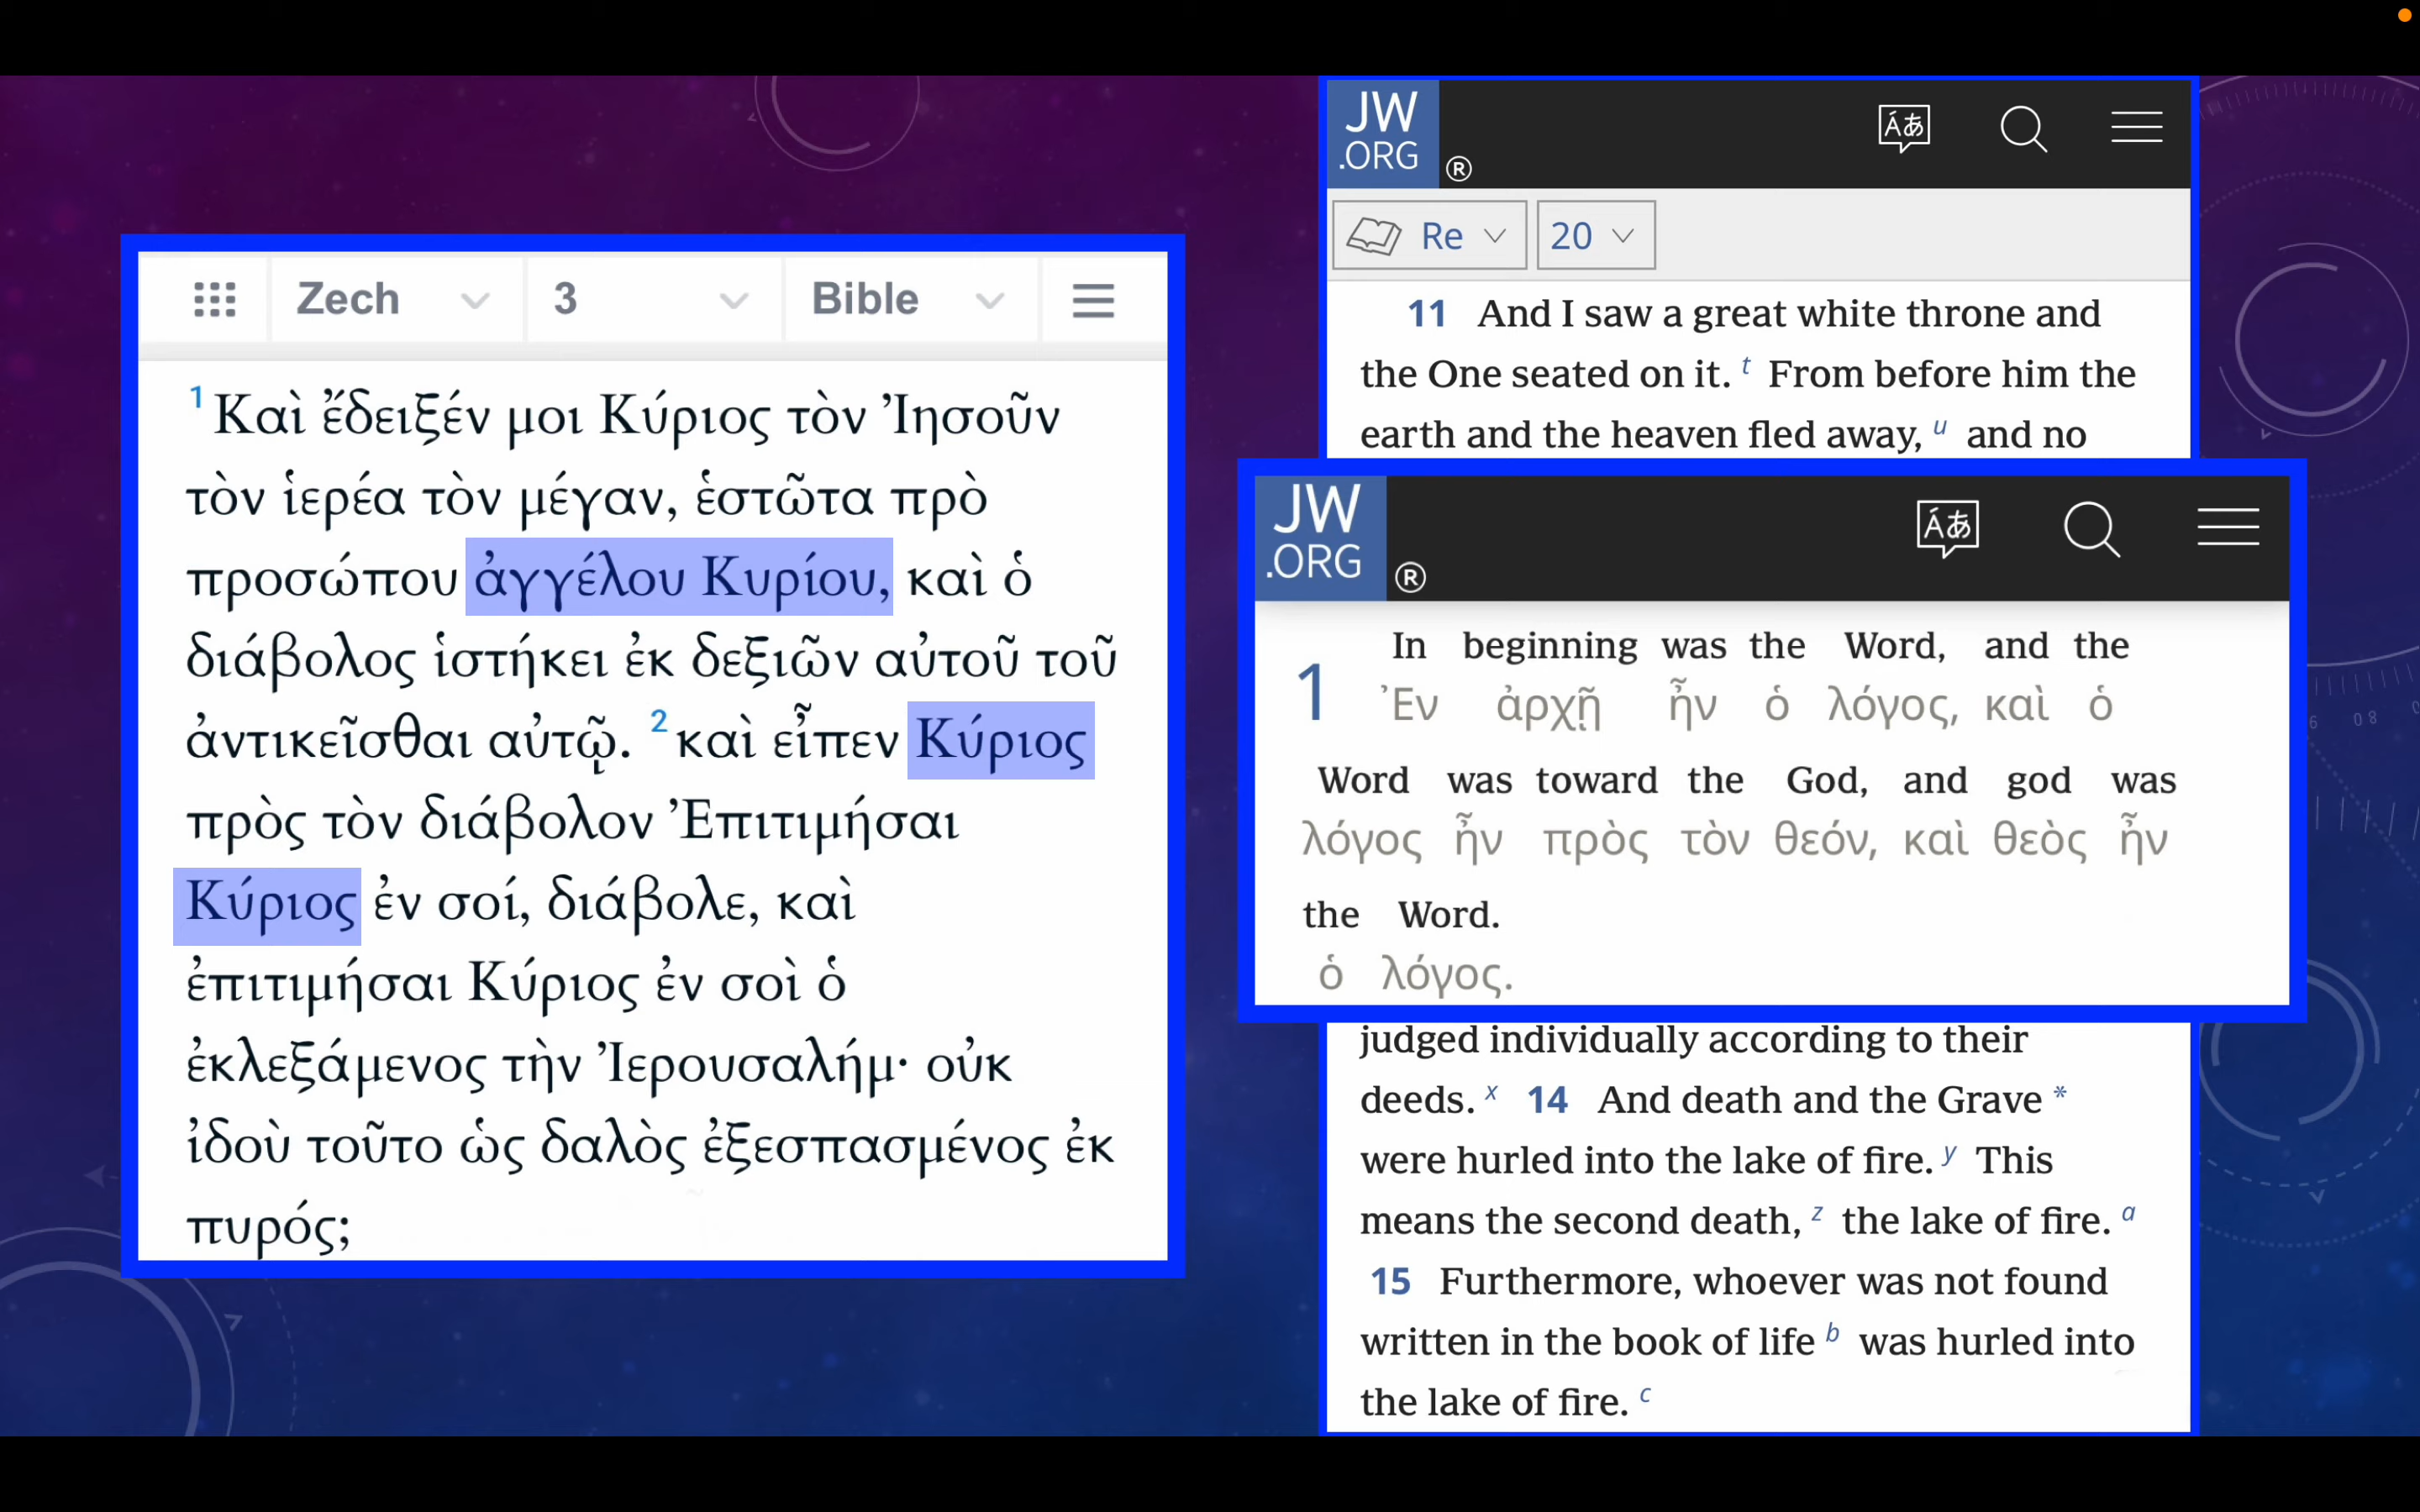 Zech 3 Bible
¹Καὶ ἔδειξέν μοι Κύριος τὸν Ἰησοῦν
τὸν ἱερέα τὸν μέγαν, ἑστῶτα πρὸ
προσώπου ἀγγέλου Κυρίου, καὶ ὁ
διάβολος ἱστήκει ἐκ δεξιῶν αὐτοῦ τοῦ
ἀντικεῖσθαι αὐτῷ. ²καὶ εἶπεν Κύριος
πρὸς τὸν διάβολον Ἐπιτιμήσαι
Κύριος ἐν σοί, διάβολε, καὶ
ἐπιτιμήσαι Κύριος ἐν σοὶ ὁ
ἐκλεξάμενος τὴν Ἰερουσαλήμ· οὐκ
ἰδοὺ τοῦτο ὡς δαλὸς ἐξεσπασμένος ἐκ
πυρός;
JW
.ORG ®
Áあ
Re 20
11 And I saw a great white throne and
the One seated on it. t From before him the
earth and the heaven fled away, u and no
JW
.ORG ®
Áあ
In beginning was the Word, and the
1 Ἐν ἀρχῇ ἦν ὁ λόγος, καὶ ὁ
Word was toward the God, and god was
λόγος ἦν πρὸς τὸν θεόν, καὶ θεὸς ἦν
the Word.
ὁ λόγος.
judged individually according to their
deeds. x 14 And death and the Grave *
were hurled into the lake of fire. y This
means the second death, z the lake of fire. a
15 Furthermore, whoever was not found
written in the book of life b was hurled into
the lake of fire. c